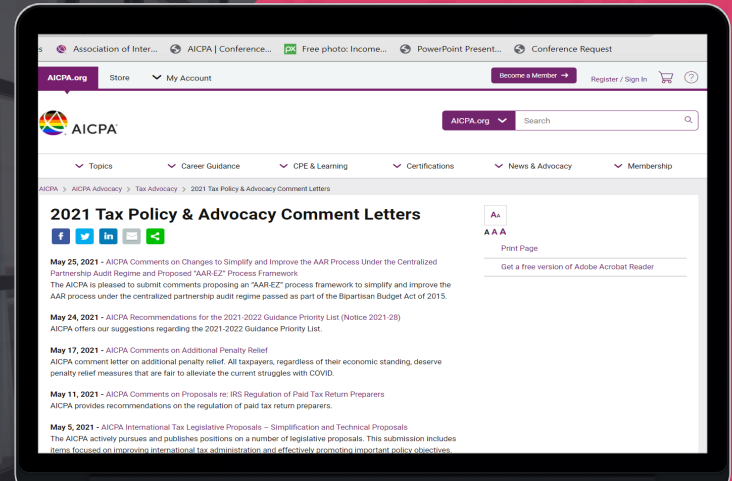 s Association of Inter... AICPA | Conference... Free photo: Income... PowerPoint Present... Conference Request
AICPA.org Store My Account Become a Member → Register / Sign In
AICPA
AICPA.org Search
Topics Career Guidance CPE & Learning Certifications News & Advocacy Membership
AICPA > AICPA Advocacy > Tax Advocacy > 2021 Tax Policy & Advocacy Comment Letters
2021 Tax Policy & Advocacy Comment Letters
AA
A A A
Print Page
Get a free version of Adobe Acrobat Reader
May 25, 2021 - AICPA Comments on Changes to Simplify and Improve the AAR Process Under the Centralized
Partnership Audit Regime and Proposed "AAR-EZ" Process Framework
The AICPA is pleased to submit comments proposing an "AAR-EZ" process framework to simplify and improve the
AAR process under the centralized partnership audit regime passed as part of the Bipartisan Budget Act of 2015.
May 24, 2021 - AICPA Recommendations for the 2021-2022 Guidance Priority List (Notice 2021-28)
AICPA offers our suggestions regarding the 2021-2022 Guidance Priority List.
May 17, 2021 - AICPA Comments on Additional Penalty Relief
AICPA comment letter on additional penalty relief. All taxpayers, regardless of their economic standing, deserve
penalty relief measures that are fair to alleviate the current struggles with COVID.
May 11, 2021 - AICPA Comments on Proposals re: IRS Regulation of Paid Tax Return Preparers
AICPA provides recommendations on the regulation of paid tax return preparers.
May 5, 2021 - AICPA International Tax Legislative Proposals – Simplification and Technical Proposals
The AICPA actively pursues and publishes positions on a number of legislative proposals. This submission includes
items focused on improving international tax administration and effectively promoting important policy objectives.